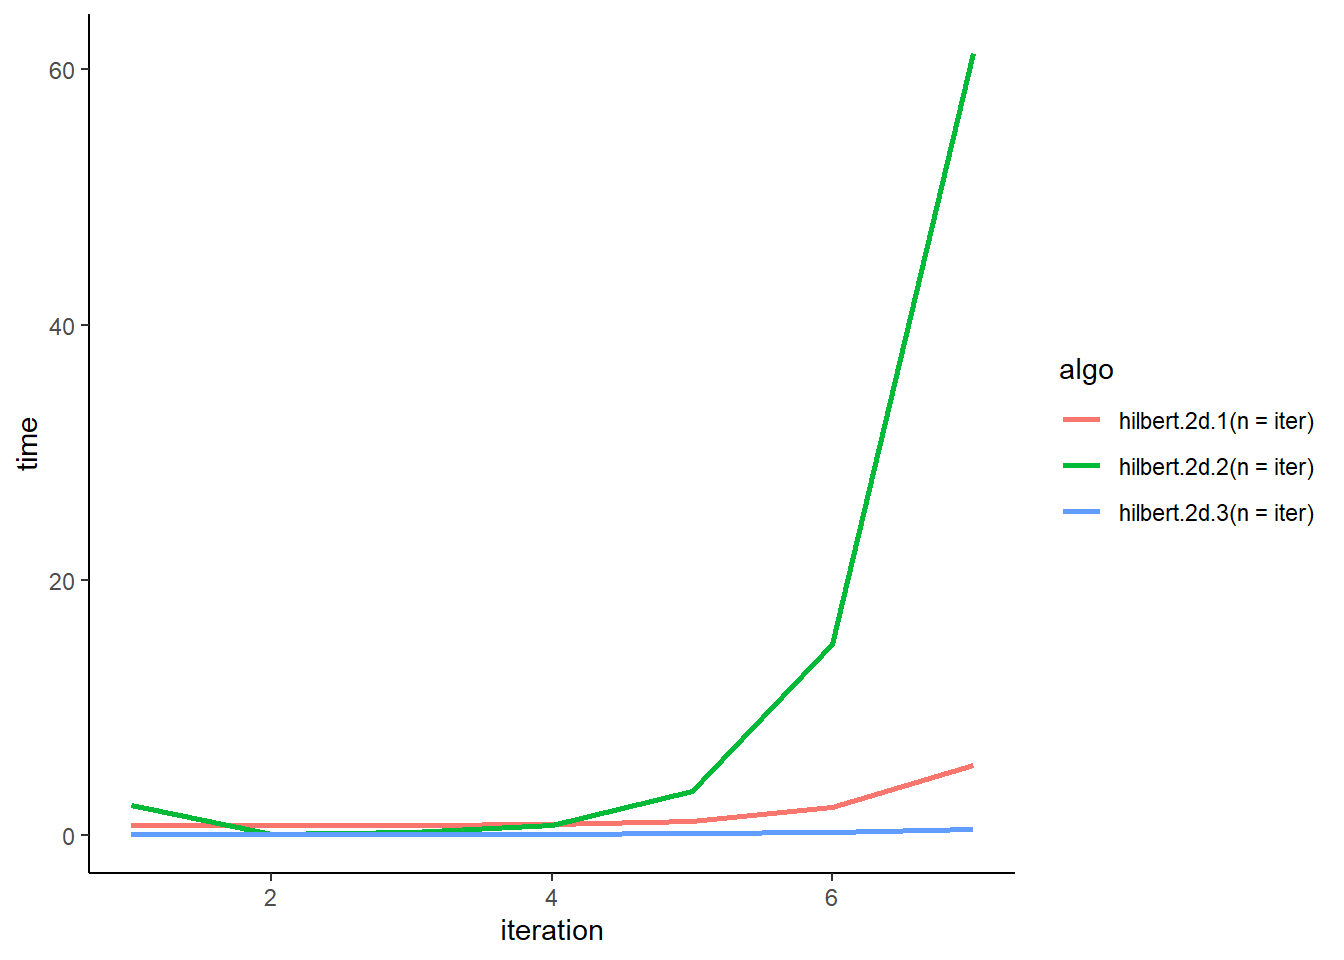 60
40
20
0
time
2
4
6
iteration
algo
hilbert.2d.1(n = iter)
hilbert.2d.2(n = iter)
hilbert.2d.3(n = iter)